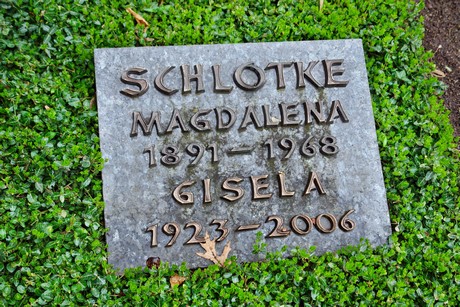 SCHLOTKE
MAGDALENA
1891–1968
GISELA
1923–2006